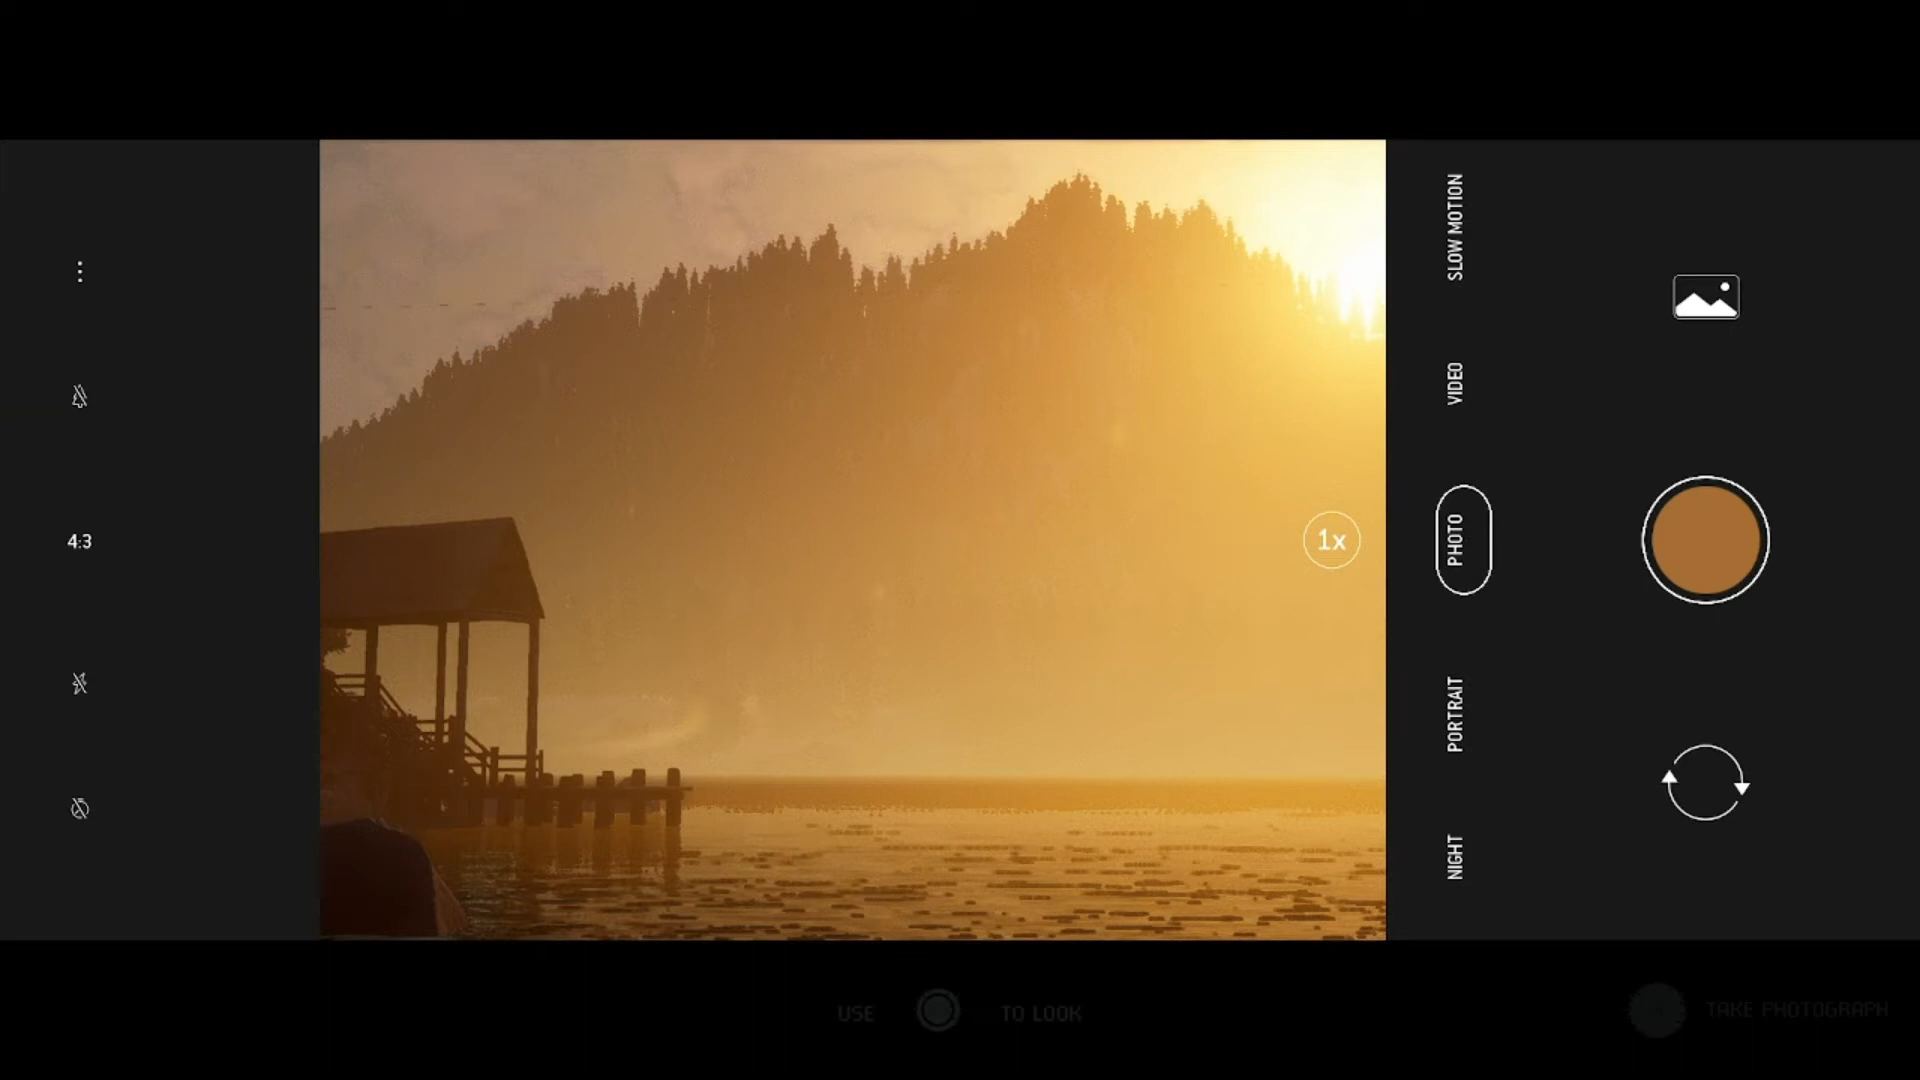 SLOW MOTION
VIDEO
4:3
1x
PHOTO
PORTRAIT
NIGHT
USE TO LOOK
TAKE PHOTOGRAPH